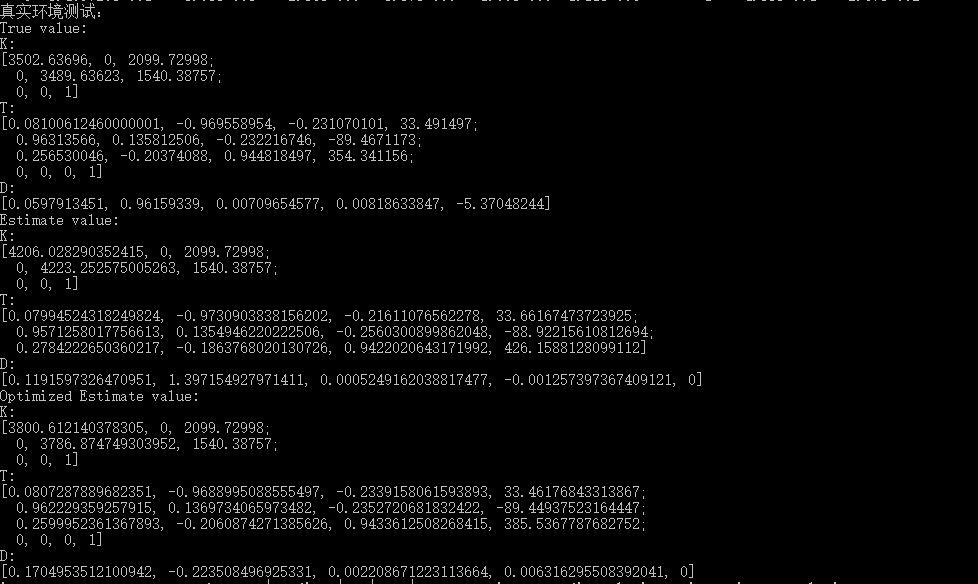 真实环境测试:
True value:
K:
[3502.63696, 0, 2099.72998;
0, 3489.63623, 1540.38757;
0, 0, 1]
T:
[0.08100612460000001, -0.969558954, -0.231070101, 33.491497;
0.96313566, 0.135812506, -0.232216746, -89.4671173;
0.256530046, -0.20374088, 0.944818497, 354.341156;
0, 0, 0, 1]
D:
[0.0597913451, 0.96159339, 0.00709654577, 0.00818633847, -5.37048244]
Estimate value:
K:
[4206.028290352415, 0, 2099.72998;
0, 4223.252575005263, 1540.38757;
0, 0, 1]
T:
[0.07994524318249824, -0.9730903838156202, -0.21611076562278, 33.66167473723925;
0.9571258017756613, 0.1354946220222506, -0.2560300899862048, -88.92215610812694;
0.2784222650360217, -0.1863768020130726, 0.9422020643171992, 426.1588128099112]
D:
[0.1191597326470951, 1.397154927971411, 0.0005249162038817477, -0.001257397367409121, 0]
Optimized Estimate value:
K:
[3800.612140378305, 0, 2099.72998;
0, 3786.874749303952, 1540.38757;
0, 0, 1]
T:
[0.0807287889682351, -0.9688995088555497, -0.2339158061593893, 33.46176843313867;
0.962229359257915, 0.1369734065973482, -0.2352720681832422, -89.44937523164447;
0.2599952361367893, -0.2060874271385626, 0.9433612508268415, 385.5367787682752;
0, 0, 0, 1]
D:
[0.1704953512100942, -0.223508496925331, 0.002208671223113664, 0.006316295508392041, 0]